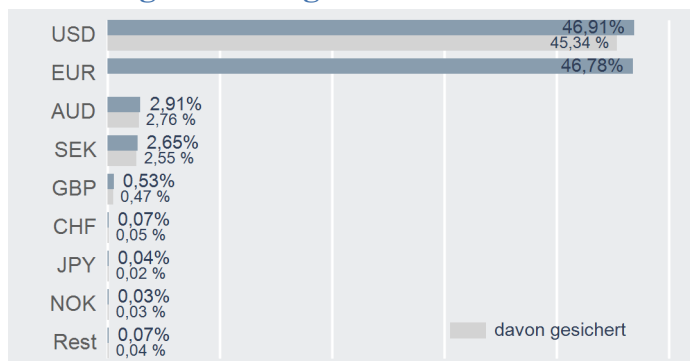 USD 46,91%
45,34 %
EUR 46,78%
AUD 2,91%
2,76 %
SEK 2,65%
2,55 %
GBP 0,53%
0,47 %
CHF 0,07%
0,05 %
JPY 0,04%
0,02 %
NOK 0,03%
0,03 %
davon gesichert
Rest 0,07%
0,04 %